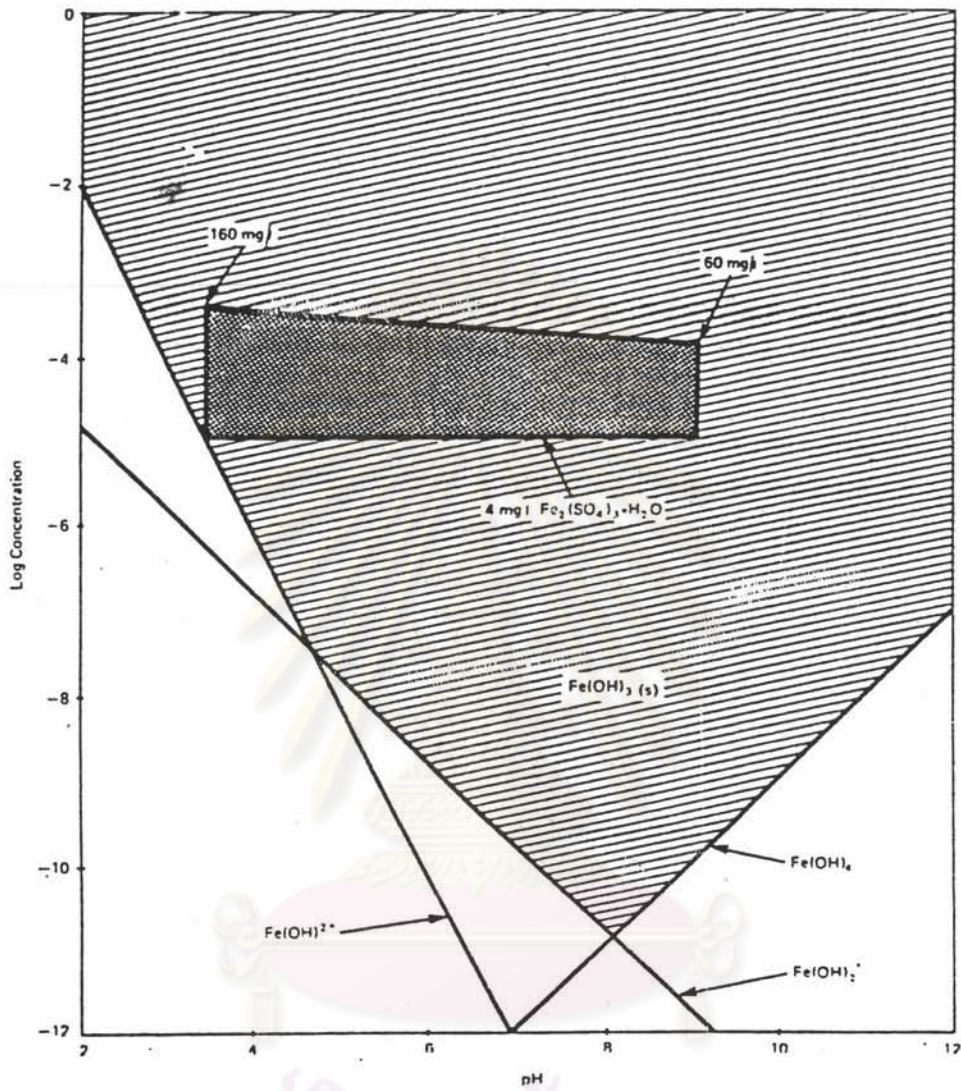 0
-2
160 mg/
60 mg/l
-4
Log Concentration
4 mg l Fe₂(SO₄)₃•H₂O
-6
Fe(OH)₃ (s)
-8
-10
Fe(OH)₄
Fe(OH)²⁺
Fe(OH)₂⁺
-12
2
4
6
8
10
12
pH